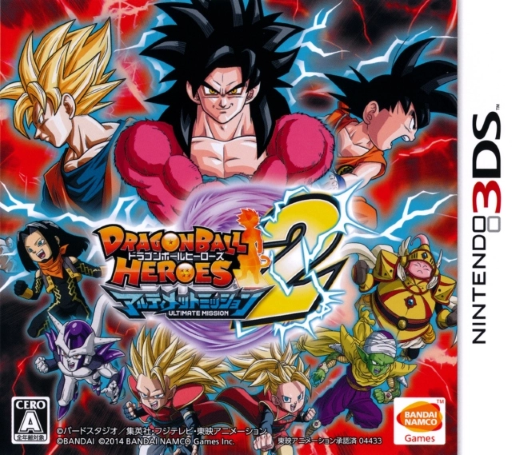 NINTENDO 3DS™
DRAGONBALL
ドラゴンボールヒーローズ
HEROES
2
アルティメットミッション
ULTIMATE MISSION
CERO
A
全年齢対象
©バードスタジオ／集英社・フジテレビ・東映アニメーション
©BANDAI ©2014 BANDAI NAMCO Games Inc.
東映アニメーション承認済 04433
BANDAI
NAMCO
Games
TM